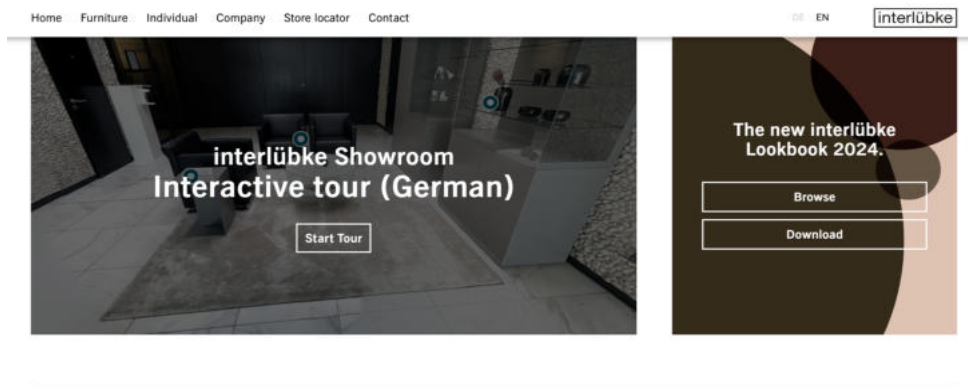 Home Furniture Individual Company Store locator Contact DE EN interlübke
interlübke Showroom
Interactive tour (German)
Start Tour
The new interlübke
Lookbook 2024.
Browse
Download